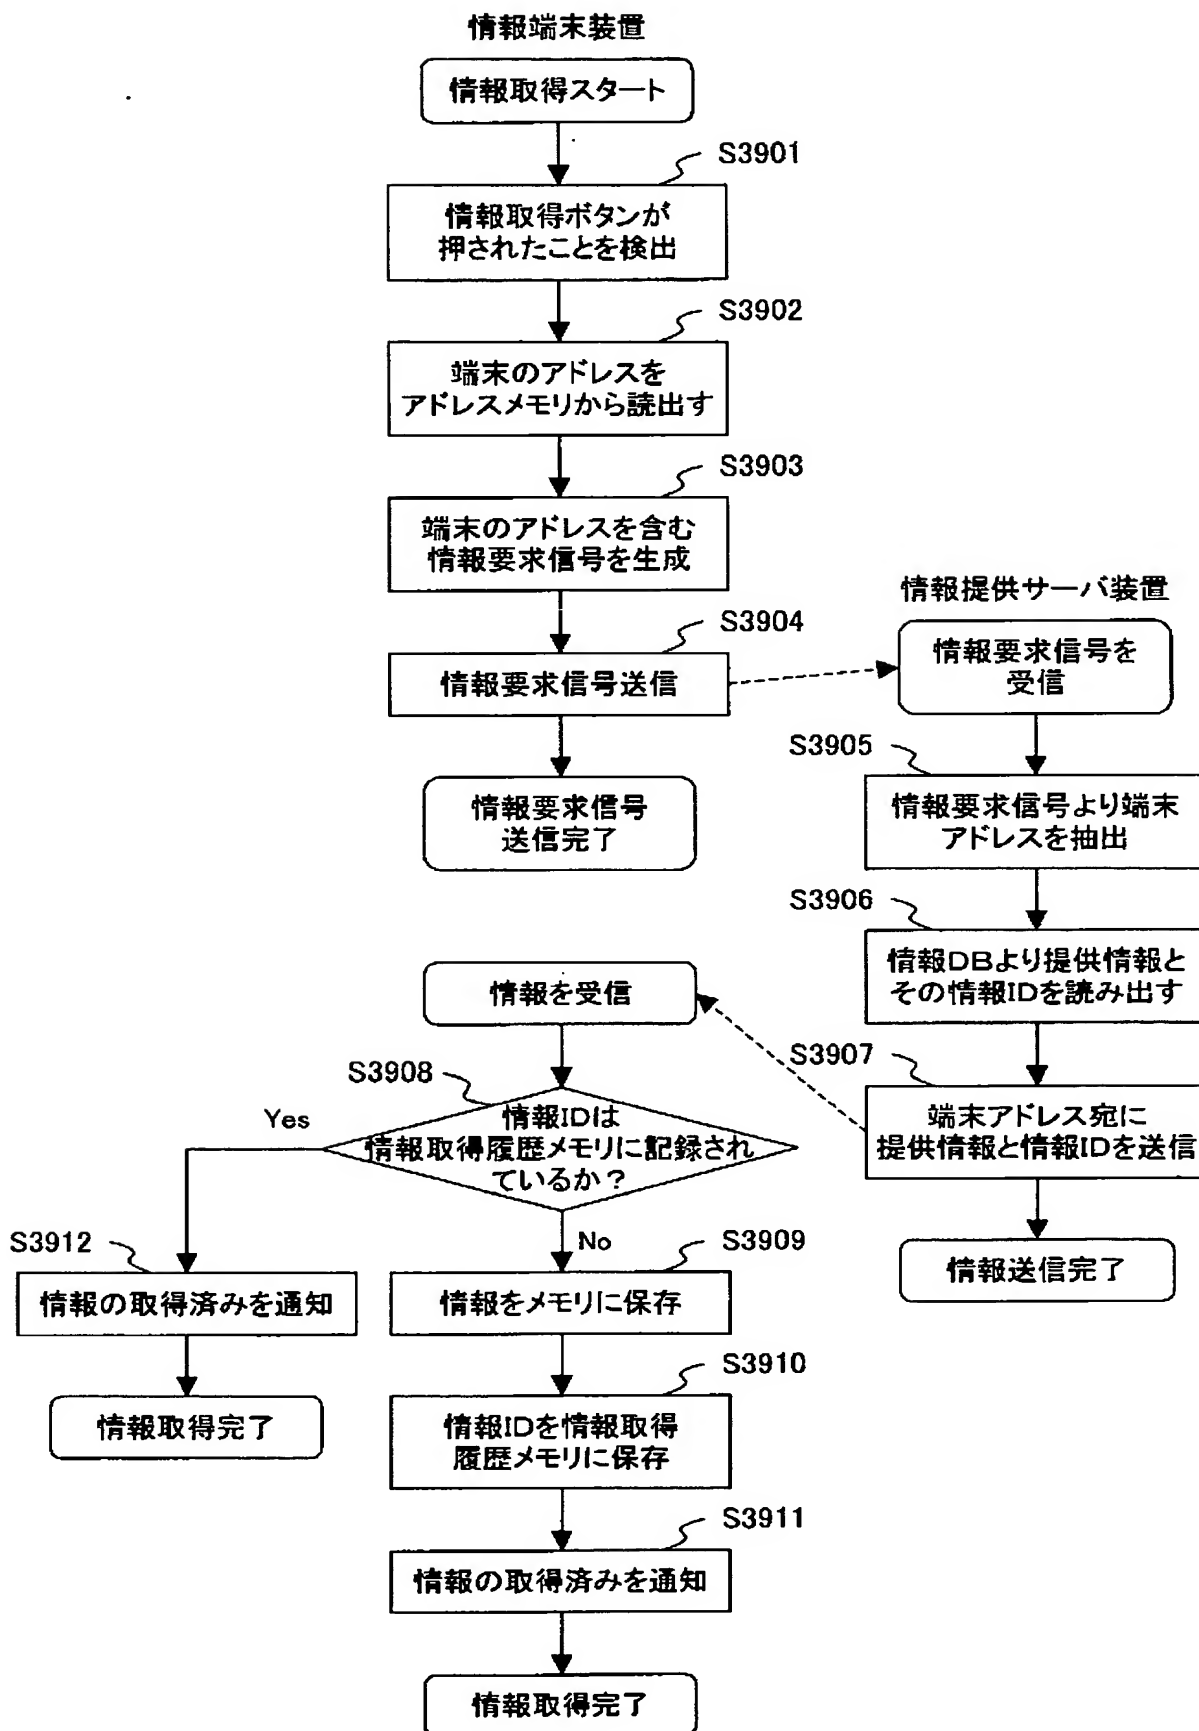 情報端末装置
情報取得スタート
S3901
情報取得ボタンが
押されたことを検出
S3902
端末のアドレスを
アドレスメモリから読出す
S3903
端末のアドレスを含む
情報要求信号を生成
S3904
情報要求信号送信
情報要求信号
送信完了
情報提供サーバ装置
情報要求信号を
受信
S3905
情報要求信号より端末
アドレスを抽出
S3906
情報DBより提供情報と
その情報IDを読み出す
S3907
端末アドレス宛に
提供情報と情報IDを送信
情報送信完了
情報を受信
S3908
情報IDは
情報取得履歴メモリに記録され
ているか？
Yes
No
S3912
情報の取得済みを通知
情報取得完了
S3909
情報をメモリに保存
S3910
情報IDを情報取得
履歴メモリに保存
S3911
情報の取得済みを通知
情報取得完了